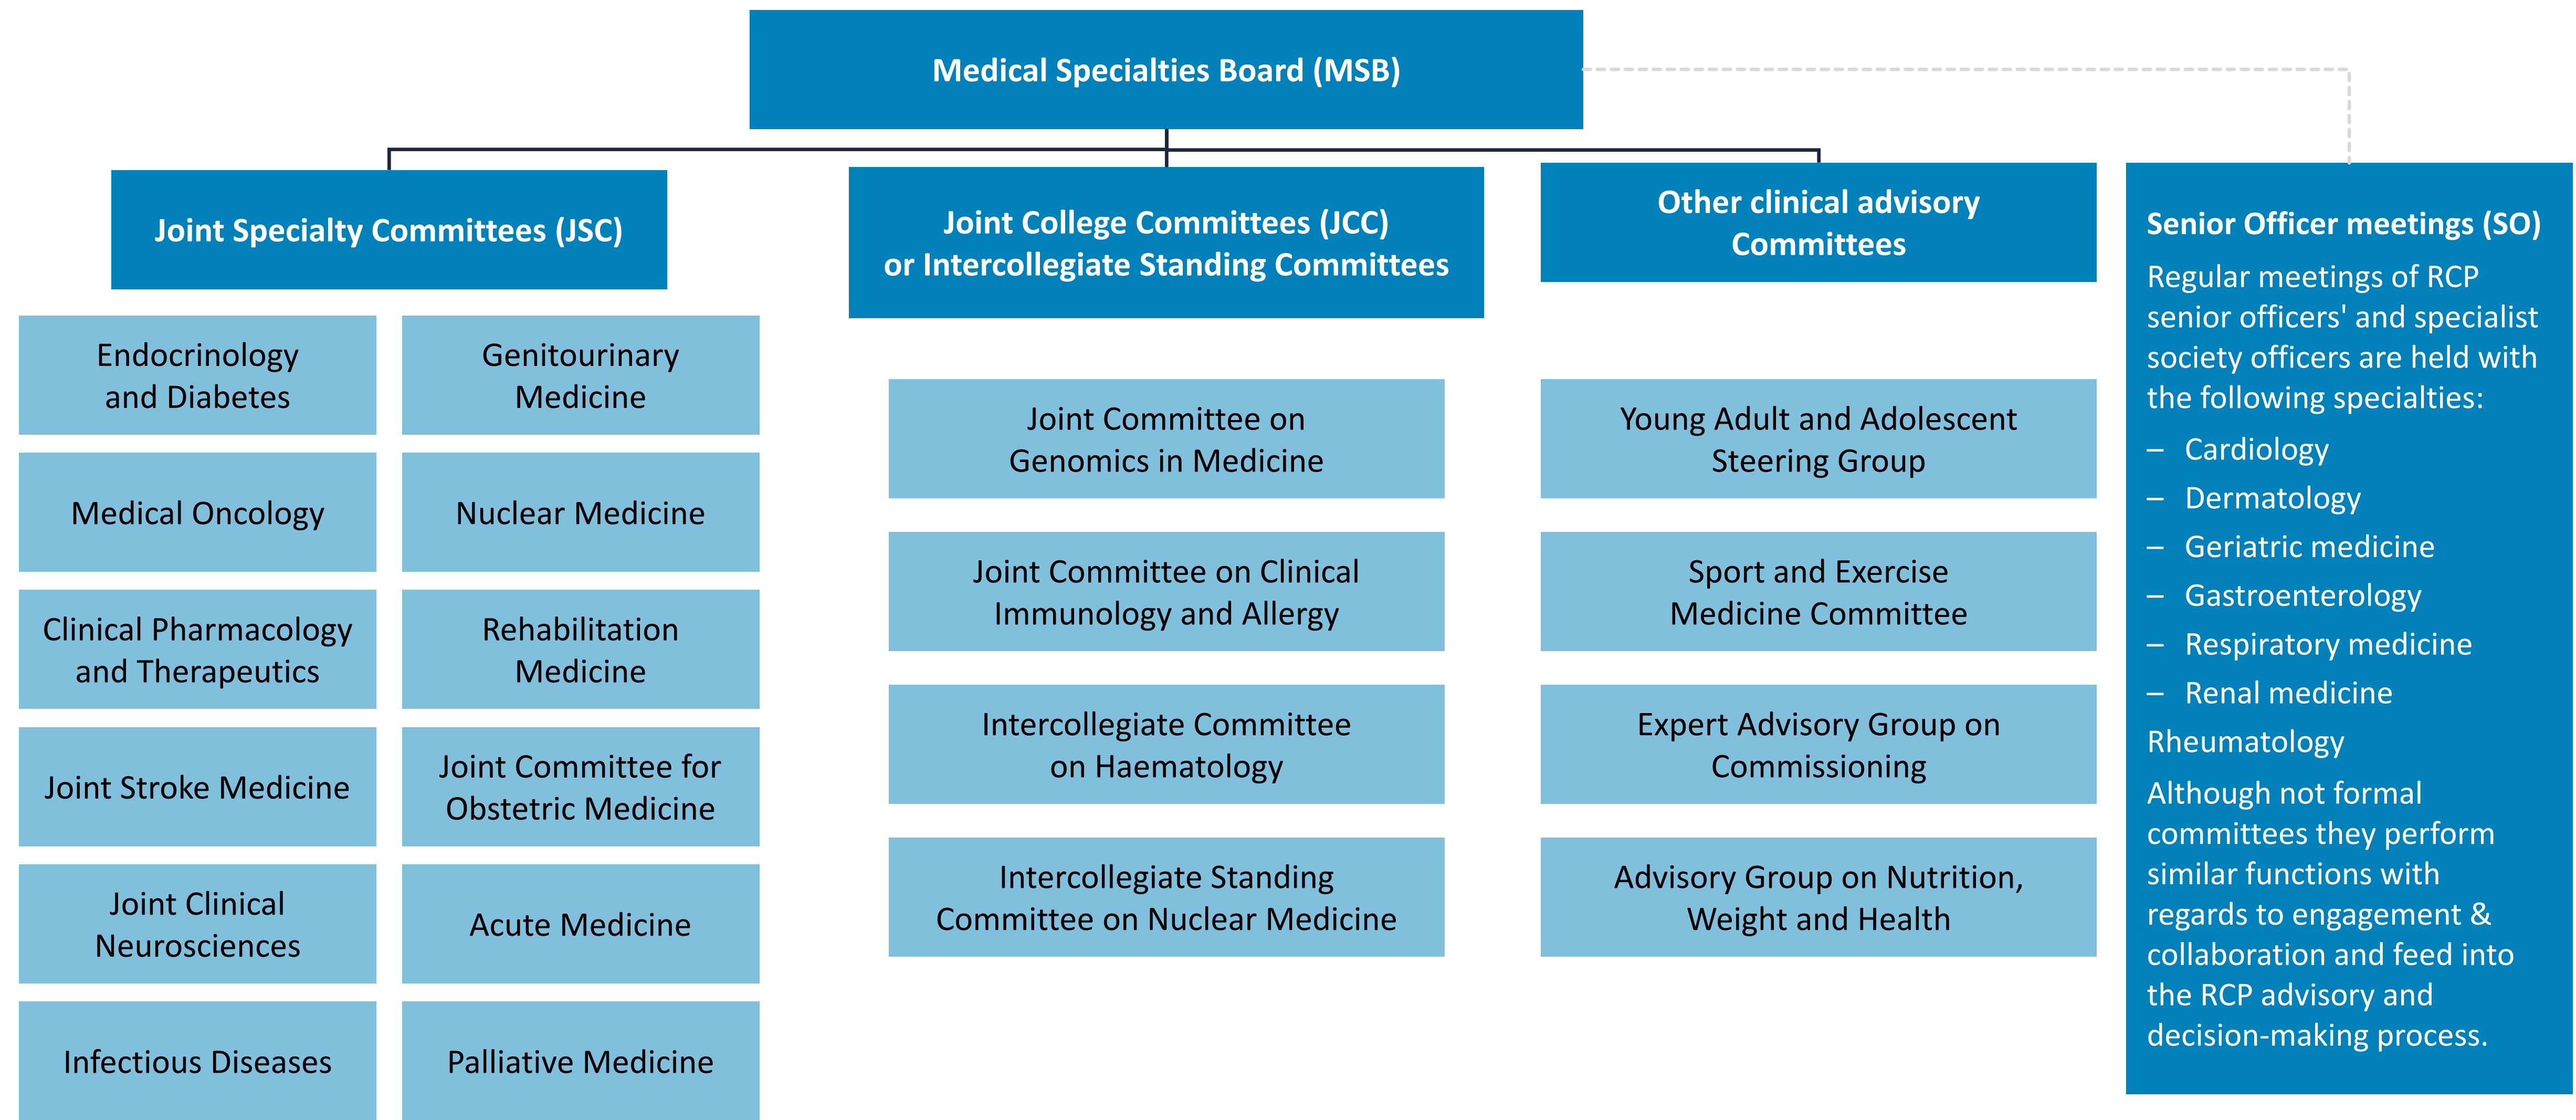 Medical Specialties Board (MSB)
Joint Specialty Committees (JSC)
Endocrinology
and Diabetes
Genitourinary
Medicine
Medical Oncology
Nuclear Medicine
Clinical Pharmacology
and Therapeutics
Rehabilitation
Medicine
Joint Stroke Medicine
Joint Committee for
Obstetric Medicine
Joint Clinical
Neurosciences
Acute Medicine
Infectious Diseases
Palliative Medicine
Joint College Committees (JCC)
or Intercollegiate Standing Committees
Joint Committee on
Genomics in Medicine
Joint Committee on Clinical
Immunology and Allergy
Intercollegiate Committee
on Haematology
Intercollegiate Standing
Committee on Nuclear Medicine
Other clinical advisory
Committees
Young Adult and Adolescent
Steering Group
Sport and Exercise
Medicine Committee
Expert Advisory Group on
Commissioning
Advisory Group on Nutrition,
Weight and Health
Senior Officer meetings (SO)
Regular meetings of RCP
senior officers' and specialist
society officers are held with
the following specialties:
– Cardiology
– Dermatology
– Geriatric medicine
– Gastroenterology
– Respiratory medicine
– Renal medicine
Rheumatology
Although not formal
committees they perform
similar functions with
regards to engagement &
collaboration and feed into
the RCP advisory and
decision-making process.